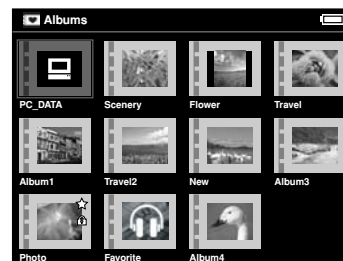 Albums
PC_DATA Scenery Flower Travel
Album1 Travel2 New Album3
Photo Favorite Album4